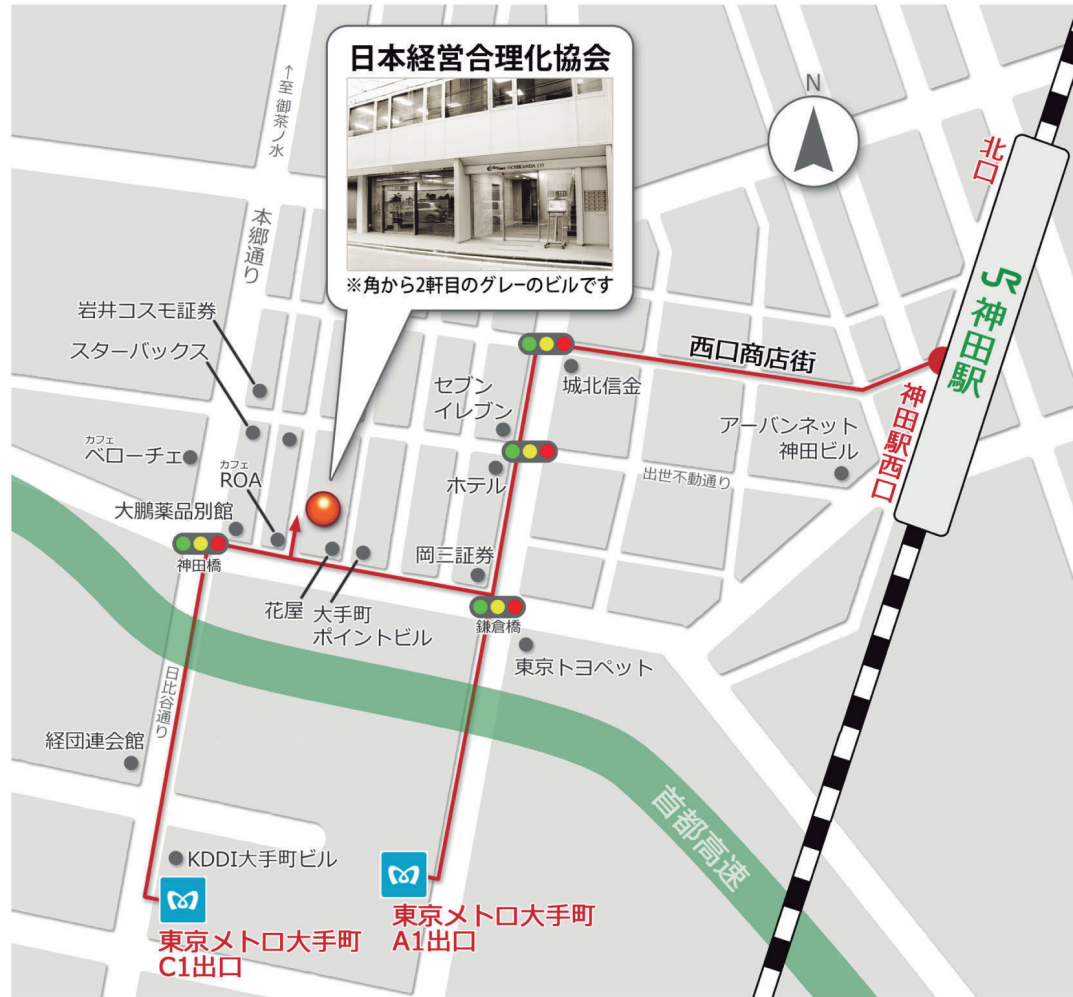 日本経営合理化協会
UCHIKANDA
※角から2軒目のグレーのビルです
N
←至 御茶ノ水
本郷通り
北口
JR神田駅
神田駅西口
西口商店街
岩井コスモ証券
スターバックス
カフェ
ベローチェ
カフェ
ROA
大鵬薬品別館
神田橋
セブン
イレブン
城北信金
アーバンネット
神田ビル
ホテル
出世不動通り
岡三証券
花屋
大手町
ポイントビル
鎌倉橋
東京トヨペット
日比谷通り
経団連会館
首都高速
KDDI大手町ビル
東京メトロ大手町
C1出口
東京メトロ大手町
A1出口